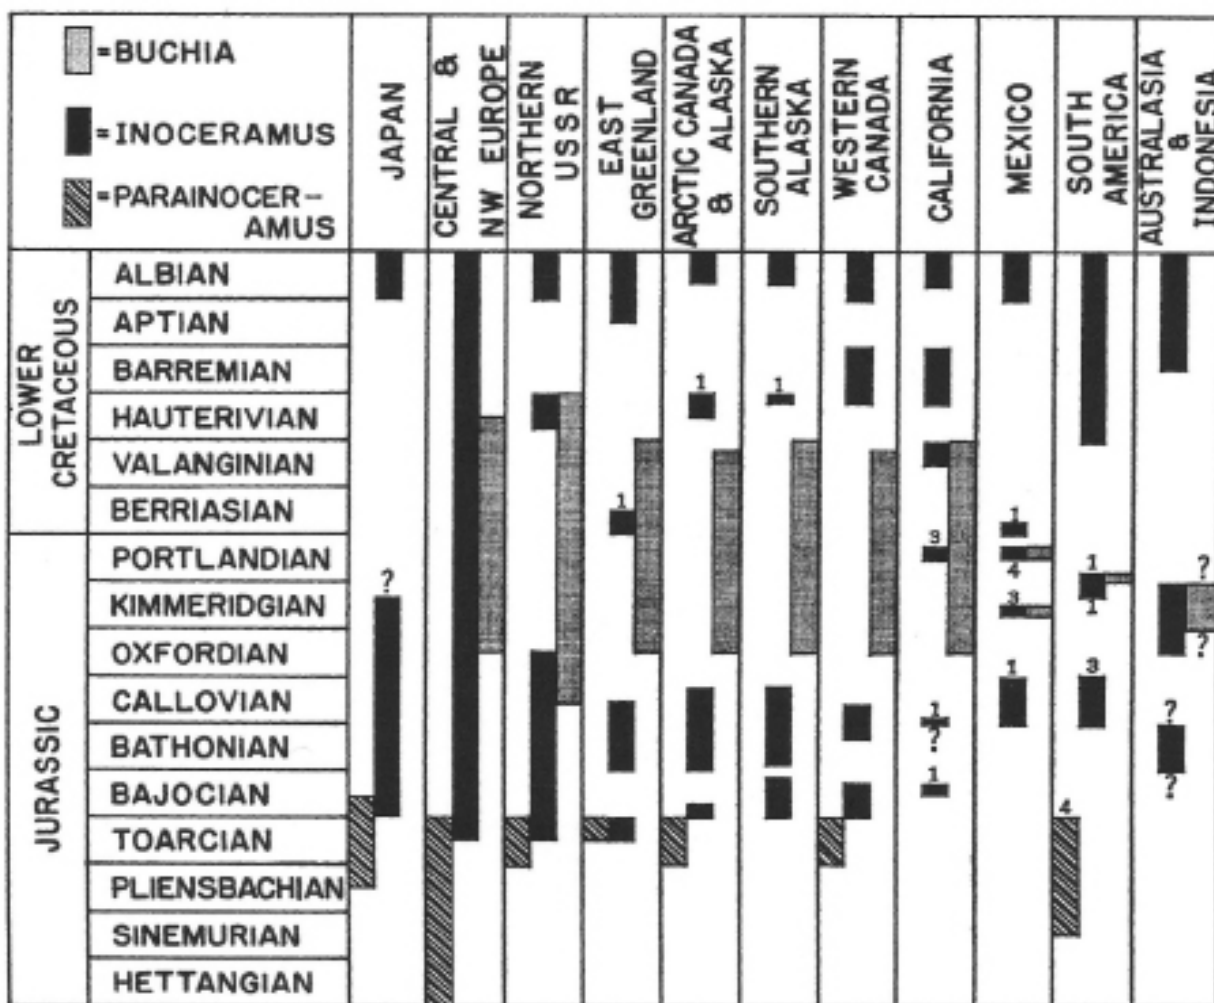 =BUCHIA
=INOCERAMUS
=PARAINOCER-
AMUS
JAPAN
CENTRAL &
NW EUROPE
NORTHERN
USSR
EAST
GREENLAND
ARCTIC CANADA
& ALASKA
SOUTHERN
ALASKA
WESTERN
CANADA
CALIFORNIA
MEXICO
SOUTH
AMERICA
AUSTRALASIA
&
INDONESIA
LOWER
CRETACEOUS
ALBIAN
APTIAN
BARREMIAN
1 1
HAUTERIVIAN
VALANGINIAN
BERRIASIAN
1 1
JURASSIC
3
PORTLANDIAN
? 4 1 ?
KIMMERIDGIAN
3 1
OXFORDIAN
?
1 3
CALLOVIAN
1 ?
BATHONIAN
?
BAJOCIAN
1 ?
4
TOARCIAN
PLIENSBACHIAN
SINEMURIAN
HETTANGIAN